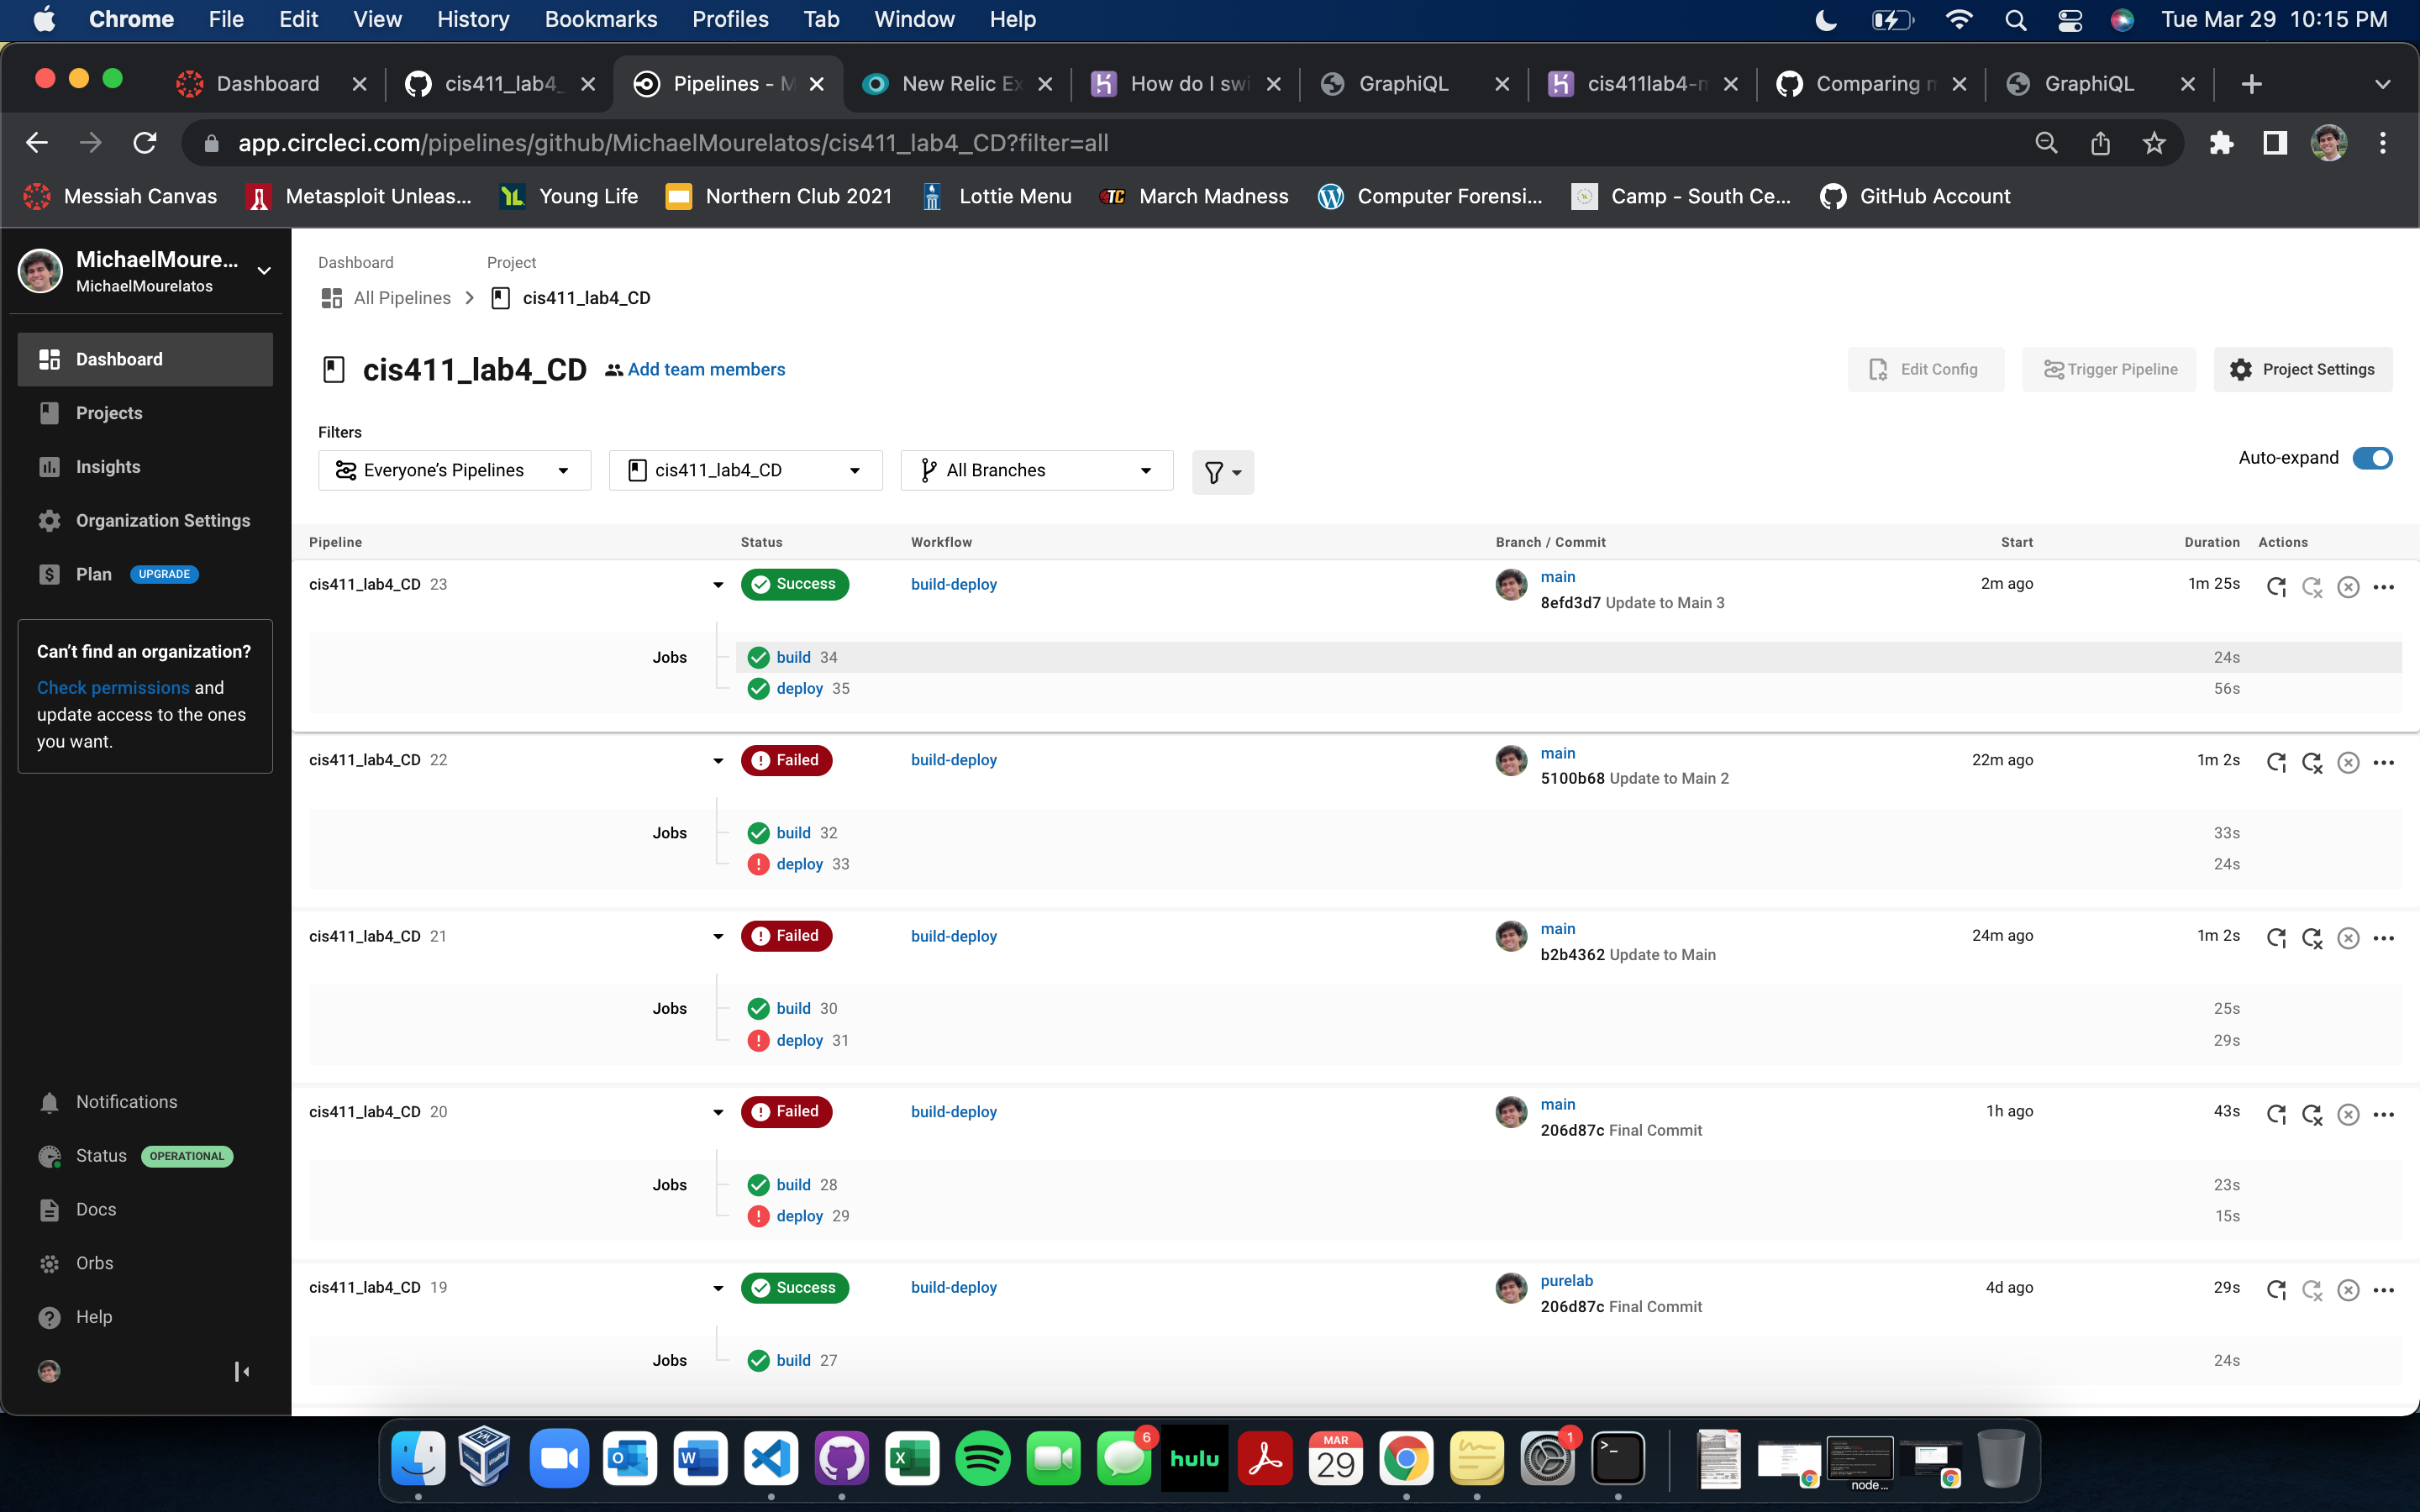 Chrome File Edit View History Bookmarks Profiles Tab Window Help Tue Mar 29 10:15 PM
Dashboard cis411_lab4_ Pipelines - M New Relic Ex How do I swi GraphiQL cis411lab4-m Comparing m GraphiQL
app.circleci.com/pipelines/github/MichaelMourelatos/cis411_lab4_CD?filter=all
Messiah Canvas Metasploit Unleas... Young Life Northern Club 2021 Lottie Menu March Madness Computer Forensi... Camp - South Ce... GitHub Account
MichaelMoure...
MichaelMourelatos
Dashboard
Projects
Insights
Organization Settings
Plan UPGRADE
Can't find an organization?
Check permissions and
update access to the ones
you want.
Notifications
Status OPERATIONAL
Docs
Orbs
Help
Dashboard Project
All Pipelines cis411_lab4_CD
cis411_lab4_CD Add team members Edit Config Trigger Pipeline Project Settings
Filters
Everyone's Pipelines cis411_lab4_CD All Branches Auto-expand
Pipeline Status Workflow Branch / Commit Start Duration Actions
cis411_lab4_CD 23 Success build-deploy main 2m ago 1m 25s
8efd3d7 Update to Main 3
Jobs build 34 24s
deploy 35 56s
cis411_lab4_CD 22 Failed build-deploy main 22m ago 1m 2s
5100b68 Update to Main 2
Jobs build 32 33s
deploy 33 24s
cis411_lab4_CD 21 Failed build-deploy main 24m ago 1m 2s
b2b4362 Update to Main
Jobs build 30 25s
deploy 31 29s
cis411_lab4_CD 20 Failed build-deploy main 1h ago 43s
206d87c Final Commit
Jobs build 28 23s
deploy 29 15s
cis411_lab4_CD 19 Success build-deploy purelab 4d ago 29s
206d87c Final Commit
Jobs build 27 24s
6 hulu MAR 29 1
node...